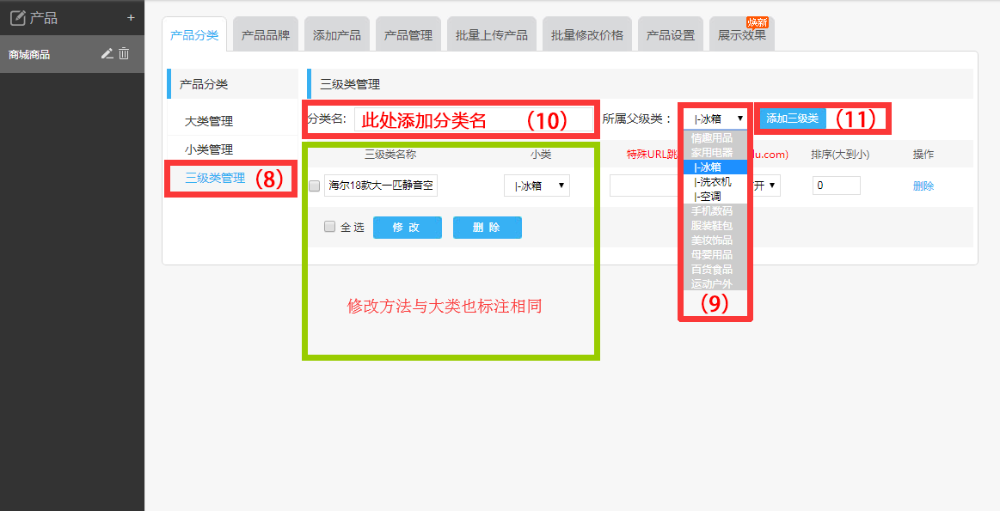 产品 +
商城商品
产品分类 产品品牌 添加产品 产品管理 批量上传产品 批量修改价格 产品设置 展示效果 焕新
产品分类
大类管理
小类管理
三级类管理 (8)
三级类管理
分类名: 此处添加分类名 (10) 所属父级类： |-冰箱 添加三级类 (11)
三级类名称 小类 特殊URL du.com) 排序(大到小) 操作
海尔18款大一匹静音空 |-冰箱 开 0 删除
全选 修 改 删 除
情趣用品
家用电器
|-冰箱
|-洗衣机
|-空调
手机数码
服装鞋包
美妆饰品
母婴用品
百货食品
运动户外
(9)
修改方法与大类也标注相同